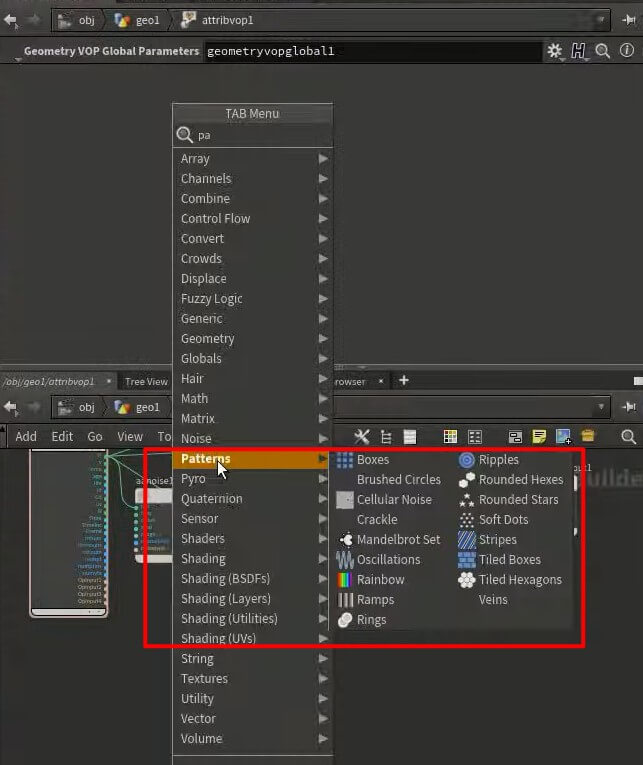 obj geo1 attribvop1
Geometry VOP Global Parameters geometryvopglobal1
TAB Menu
pa
Array
Channels
Combine
Control Flow
Convert
Crowds
Displace
Fuzzy Logic
Generic
Geometry
Globals
Hair
Math
Matrix
Noise
Patterns
Pyro
Quaternion
Sensor
Shaders
Shading
Shading (BSDFs)
Shading (Layers)
Shading (Utilities)
Shading (UVs)
String
Textures
Utility
Vector
Volume
Boxes
Brushed Circles
Cellular Noise
Crackle
Mandelbrot Set
Oscillations
Rainbow
Ramps
Rings
Ripples
Rounded Hexes
Rounded Stars
Soft Dots
Stripes
Tiled Boxes
Tiled Hexagons
Veins
/obj/geo1/attribvop1 Tree View rowser
obj geo1
Add Edit Go View To